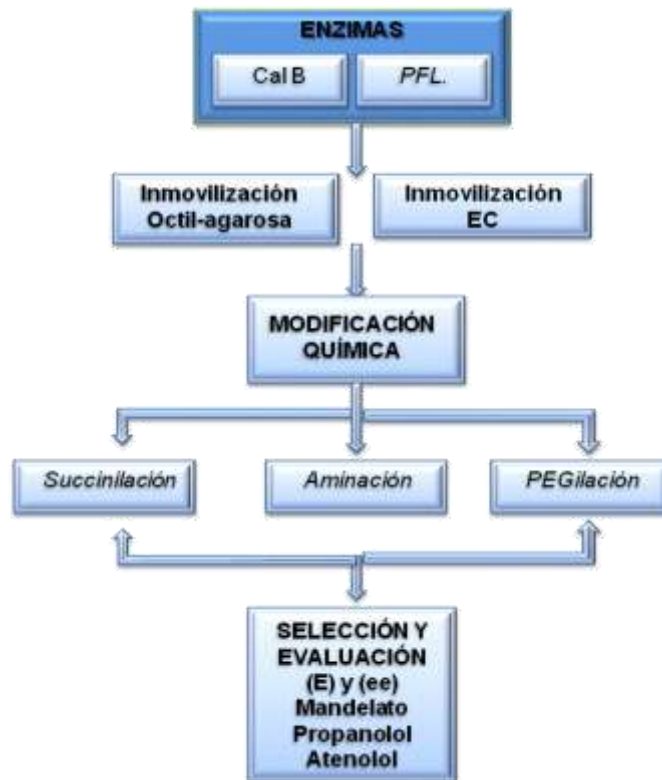 ENZIMAS
Cal B
PFL.
Inmovilización
Octil-agarosa
Inmovilización
EC
MODIFICACIÓN
QUÍMICA
Succinilación
Aminación
PEGilación
SELECCIÓN Y
EVALUACIÓN
(E) y (ee)
Mandelato
Propanolol
Atenolol